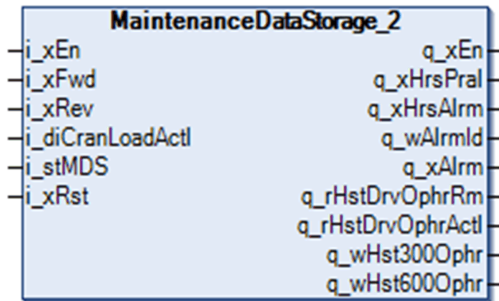 MaintenanceDataStorage_2
i_xEn q_xEn
i_xFwd q_xHrsPral
i_xRev q_xHrsAlrm
i_diCranLoadActl q_wAlrmId
i_stMDS q_xAlrm
i_xRst q_rHstDrvOphrRm
q_rHstDrvOphrActl
q_wHst300Ophr
q_wHst600Ophr